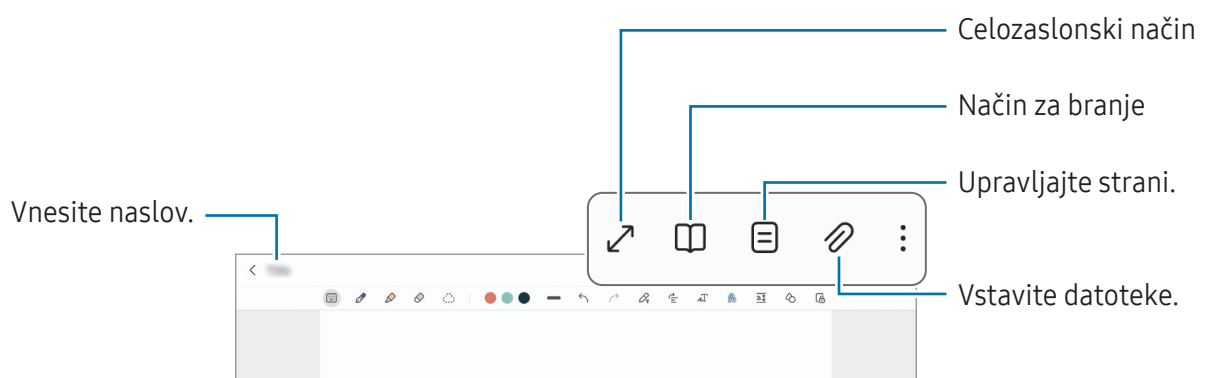 Celozaslonski način
Način za branje
Upravljajte strani.
Vnesite naslov.
Vstavite datoteke.